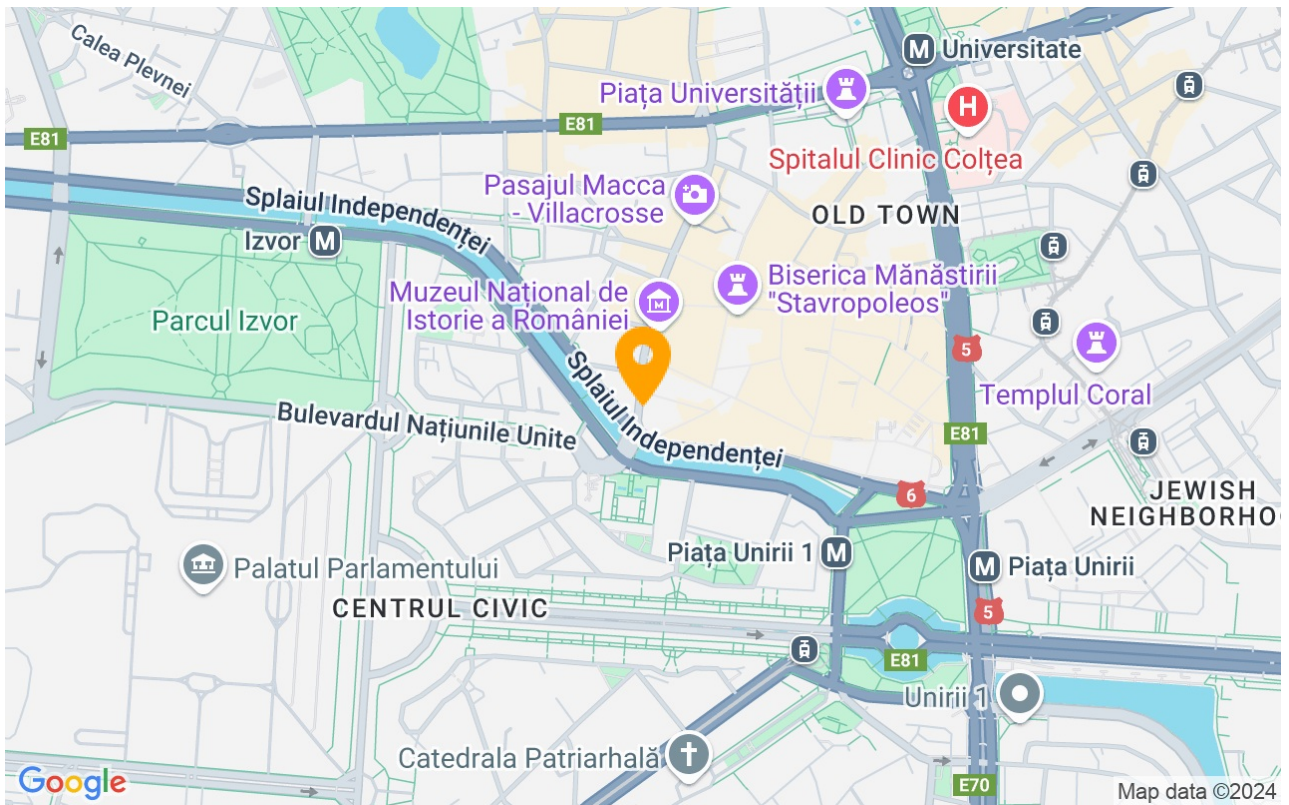 Calea Plevnei
M Universitate
Piața Universității
E81
E81
H
Spitalul Clinic Colțea
Pasajul Macca
- Villacrosse
OLD TOWN
Splaiul Independenței
Izvor M
Muzeul Național de
Istorie a României
M
Biserica Mănăstirii
"Stavropoleos"
Parcul Izvor
5
Templul Coral
Splaiul Independenței
Bulevardul Națiunile Unite
E81
6
JEWISH
NEIGHBORHO
Piața Unirii 1 M
M Piața Unirii
Palatul Parlamentului
CENTRUL CIVIC
5
E81
Unirii 1
Catedrala Patriarhală
E70
Google
Map data ©2024